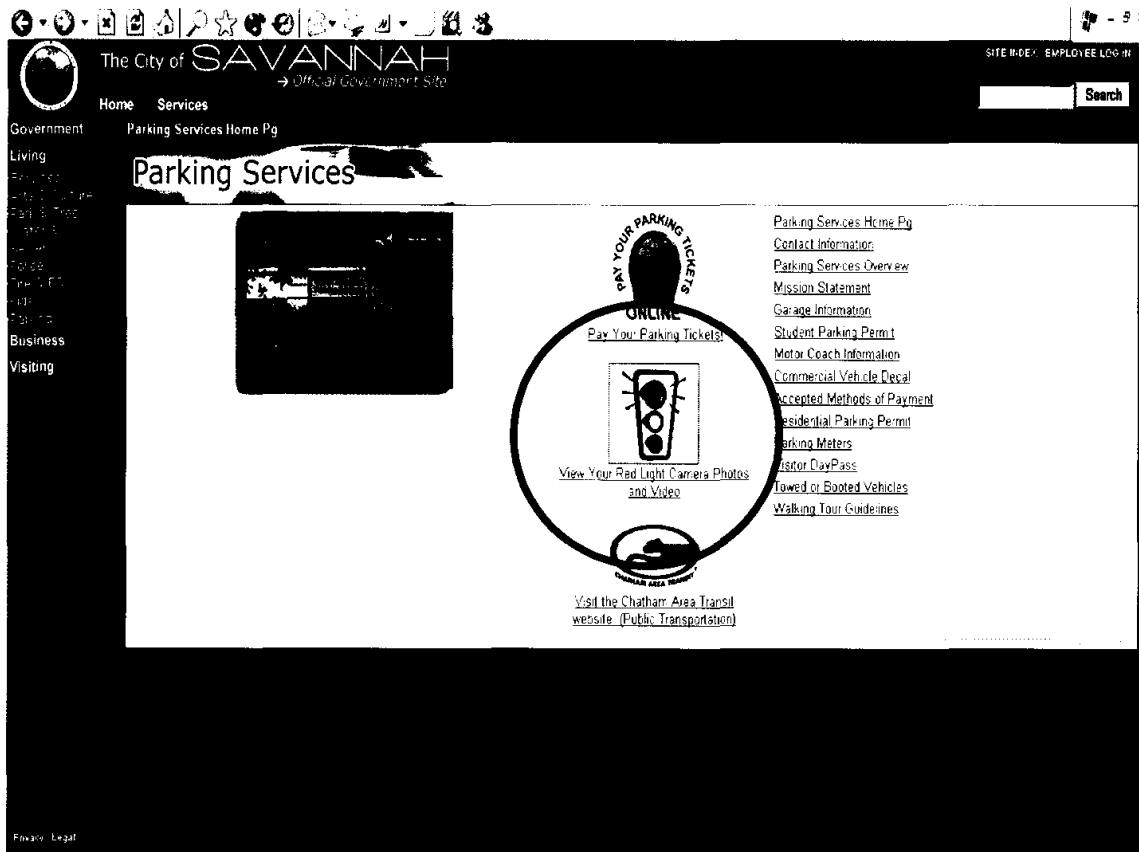 The City of SAVANNAH
→ Official Government Site
SITE INDEX EMPLOYEE LOG IN
Search
Home Services
Government
Living
Business
Visiting
Parking Services Home Pg
Parking Services
PAY YOUR PARKING TICKETS
ONLINE
Pay Your Parking Tickets!
View Your Red Light Camera Photos
and Video
CHATHAM AREA TRANSIT
Visit the Chatham Area Transit
website (Public Transportation)
Parking Services Home Pg
Contact Information
Parking Services Overview
Mission Statement
Garage Information
Student Parking Permit
Motor Coach Information
Commercial Vehicle Decal
Accepted Methods of Payment
Residential Parking Permit
Parking Meters
Visitor DayPass
Towed or Booted Vehicles
Walking Tour Guidelines
Privacy Legal